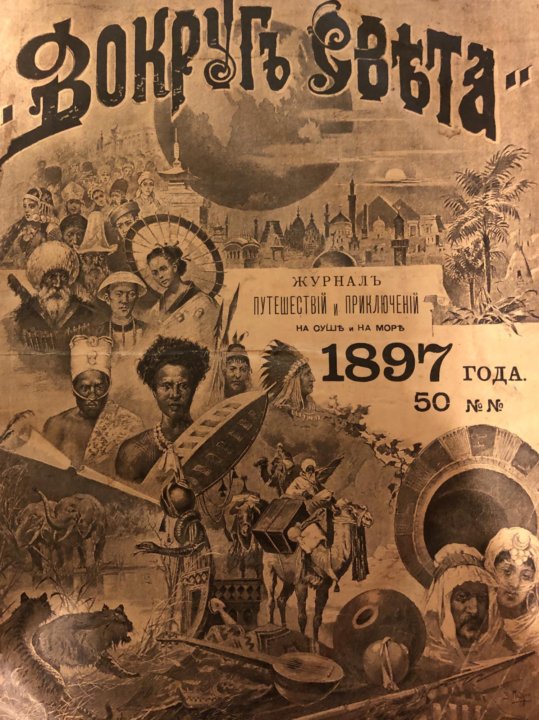 „Вокругъ Свѣта“
ЖУРНАЛЪ
ПУТЕШЕСТВІЙ и ПРИКЛЮЧЕНІЙ
НА СУШѢ и НА МОРѢ
1897 ГОДА.
50 №№